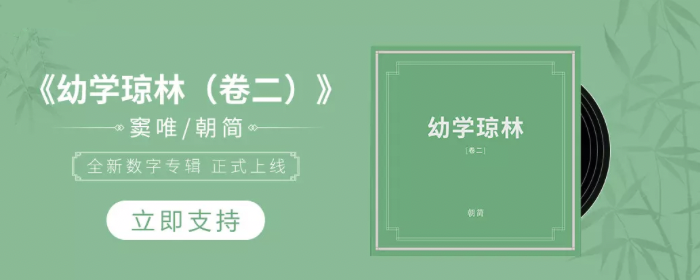 《幼学琼林（卷二）》
窦唯/朝简
全新数字专辑 正式上线
立即支持
幼学琼林
|卷二|
朝简